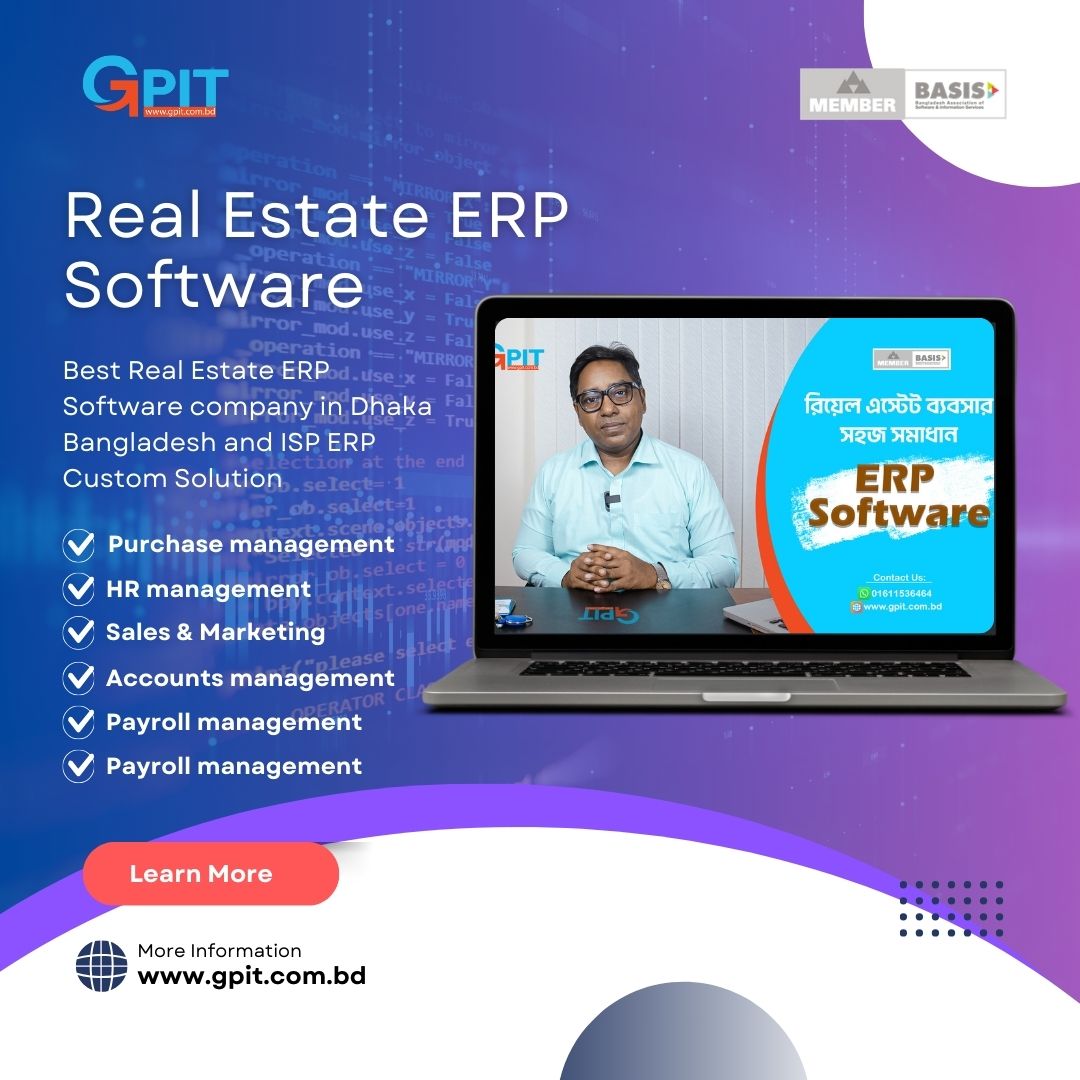 GPIT
www.gpit.com.bd
MEMBER
BASIS
Bangladesh Association of
Software & Information Services
Real Estate ERP
Software
Best Real Estate ERP
Software company in Dhaka
Bangladesh and ISP ERP
Custom Solution
Purchase management
HR management
Sales & Marketing
Accounts management
Payroll management
Payroll management
GPIT
MEMBER
BASIS
রিয়েল এস্টেট ব্যবসার
সহজ সমাধান
ERP
Software
Contact Us:
01611536464
www.gpit.com.bd
GPIT
Learn More
More Information
www.gpit.com.bd